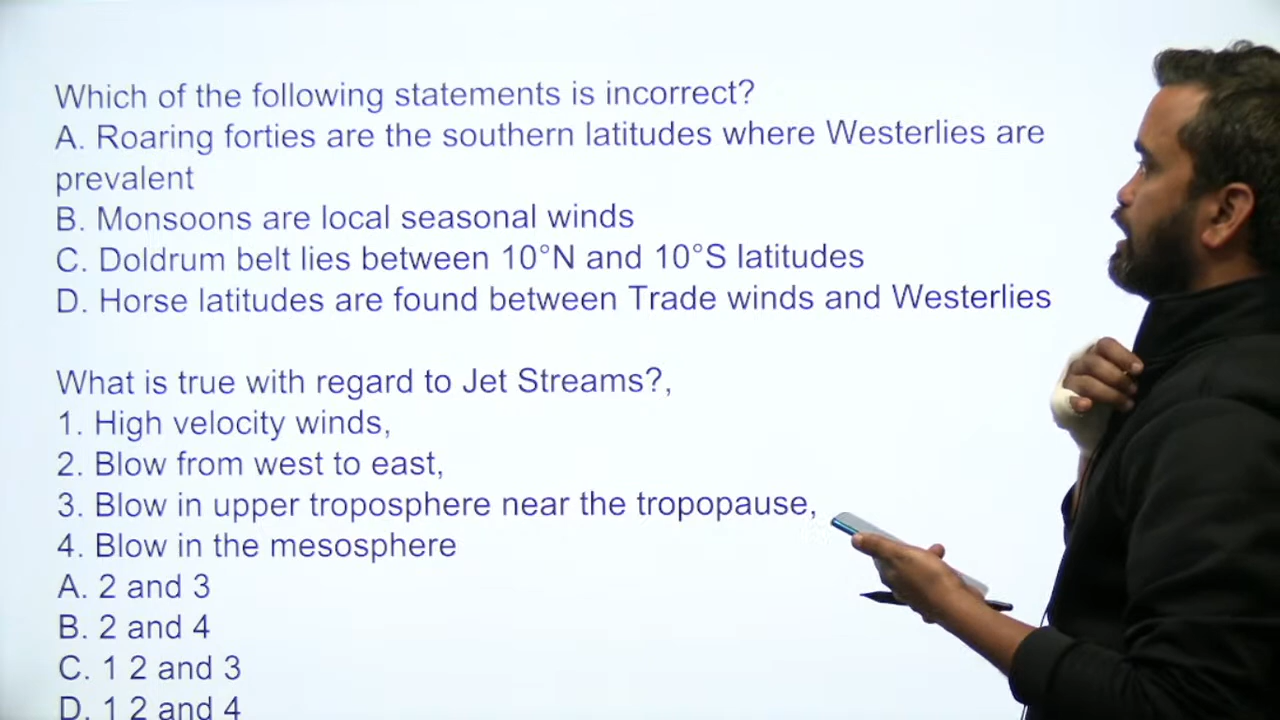 Which of the following statements is incorrect?
A. Roaring forties are the southern latitudes where Westerlies are
prevalent
B. Monsoons are local seasonal winds
C. Doldrum belt lies between 10°N and 10°S latitudes
D. Horse latitudes are found between Trade winds and Westerlies
What is true with regard to Jet Streams?,
1. High velocity winds,
2. Blow from west to east,
3. Blow in upper troposphere near the tropopause,
4. Blow in the mesosphere
A. 2 and 3
B. 2 and 4
C. 1 2 and 3
D. 1 2 and 4